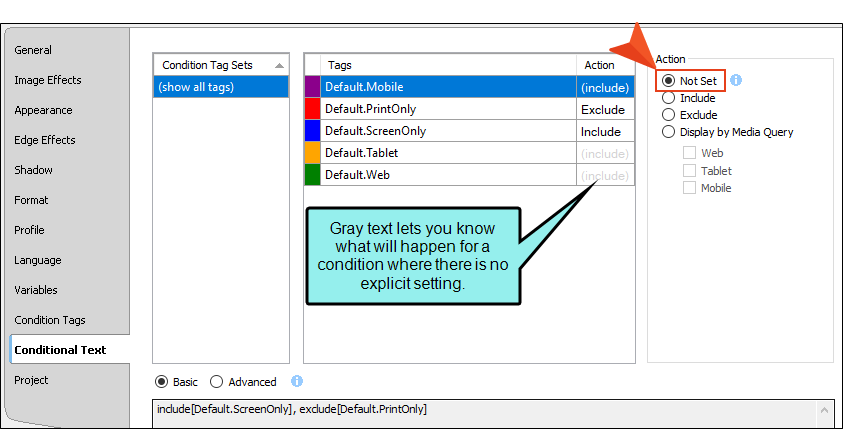 General
Image Effects
Appearance
Edge Effects
Shadow
Format
Profile
Language
Variables
Condition Tags
Conditional Text
Project
Condition Tag Sets
(show all tags)
Tags Action
Default.Mobile (include)
Default.PrintOnly Exclude
Default.ScreenOnly Include
Default.Tablet (include)
Default.Web (include)
Gray text lets you know
what will happen for a
condition where there is no
explicit setting.
Action
Not Set
Include
Exclude
Display by Media Query
Web
Tablet
Mobile
Basic Advanced
include[Default.ScreenOnly], exclude[Default.PrintOnly]